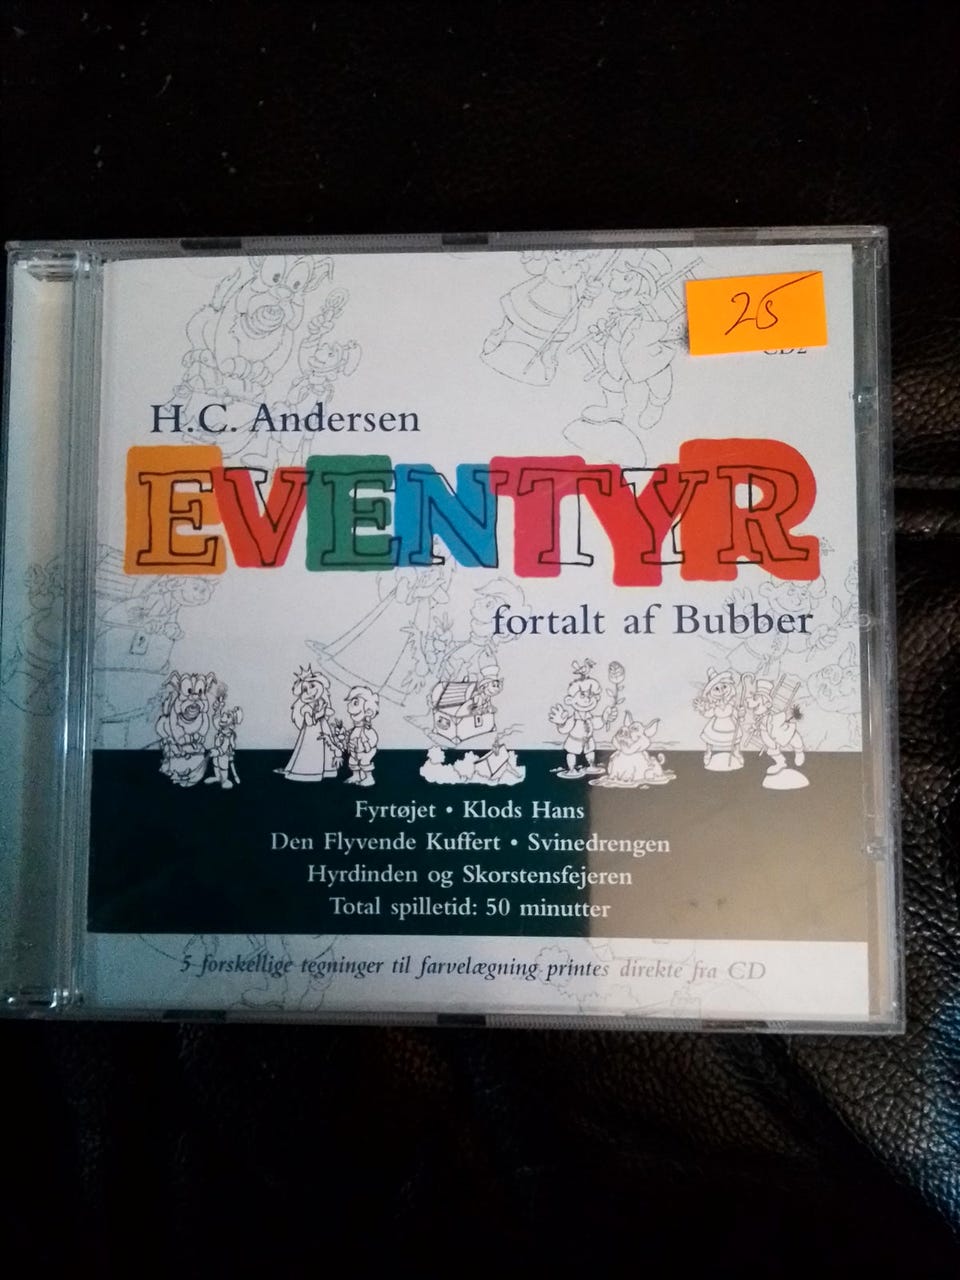 25
CD2
H.C. Andersen
EVENTYR
fortalt af Bubber
Fyrtøjet • Klods Hans
Den Flyvende Kuffert • Svinedrengen
Hyrdinden og Skorstensfejeren
Total spilletid: 50 minutter
5 forskellige tegninger til farvelægning printes direkte fra CD